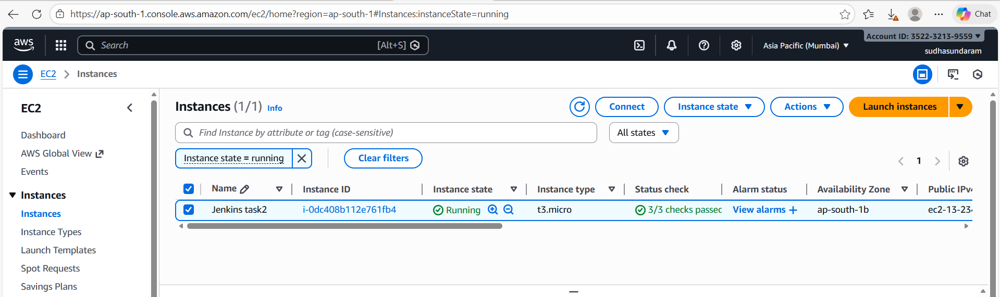 https://ap-south-1.console.aws.amazon.com/ec2/home?region=ap-south-1#Instances:instanceState=running
Chat
aws
Search
[Alt+S]
Asia Pacific (Mumbai)
Account ID: 3522-3213-9559
sudhasundaram
EC2
Instances
EC2
Dashboard
AWS Global View
Events
Instances
Instances
Instance Types
Launch Templates
Spot Requests
Savings Plans
Instances (1/1) Info
Connect
Instance state
Actions
Launch instances
Find Instance by attribute or tag (case-sensitive)
All states
Instance state = running
Clear filters
1
Name Instance ID Instance state Instance type Status check Alarm status Availability Zone Public IPv4
Jenkins task2 i-0dc408b112e761fb4 Running t3.micro 3/3 checks passed View alarms + ap-south-1b ec2-13-234